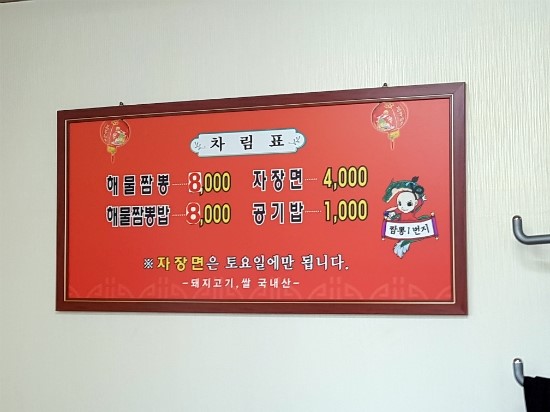 차림표
해물짬뽕 8,000 자장면 4,000
해물짬뽕밥 8,000 공기밥 1,000
짬뽕1번지
※자장면은 토요일에만 됩니다.
-돼지고기,쌀 국내산-